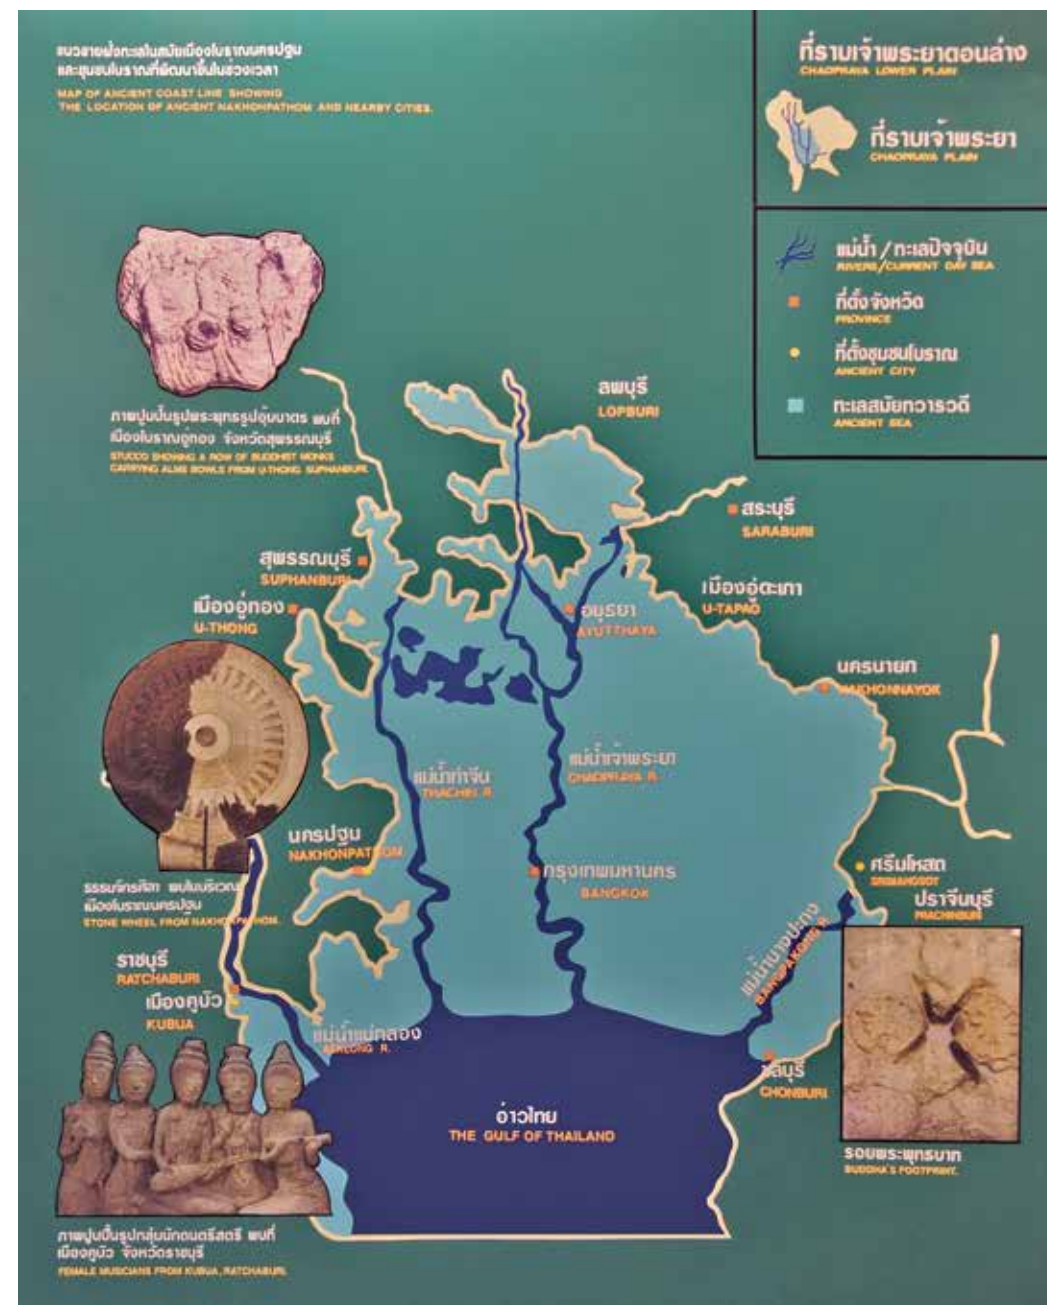 แนวชายฝั่งทะเลในสมัยเมืองโบราณนครปฐม
และชุมชนโบราณที่พัฒนาขึ้นในช่วงเวลา
MAP OF ANCIENT COAST LINE SHOWING
THE LOCATION OF ANCIENT NAKHONPATHOM AND NEARBY CITIES.
ที่ราบเจ้าพระยาตอนล่าง
CHAOPRAYA LOWER PLAIN
ที่ราบเจ้าพระยา
CHAOPRAYA PLAIN
แม่น้ำ/ทะเลปัจจุบัน
RIVERS/CURRENT DAY SEA
ที่ตั้งจังหวัด
PROVINCE
ที่ตั้งชุมชนโบราณ
ANCIENT CITY
ทะเลสมัยทวารวดี
ANCIENT SEA
ภาพปูนปั้นรูปพระพุทธรูปอุ้มบาตร พบที่
เมืองโบราณอู่ทอง จังหวัดสุพรรณบุรี
STUCCO SHOWING A ROW OF BUDDHIST MONKS
CARRYING ALMS BOWLS FROM U-THONG SUPHANBURI.
ลพบุรี
LOPBURI
สระบุรี
SARABURI
สุพรรณบุรี
SUPHANBURI
เมืองอู่ทอง
U-THONG
เมืองอู่ตะเภา
U-TAPAO
อยุธยา
AYUTTHAYA
นครนายก
NAKHONNAYOK
แม่น้ำท่าจีน
THACHIN R.
แม่น้ำเจ้าพระยา
CHAOPRAYA R.
นครปฐม
NAKHONPATHOM
กรุงเทพมหานคร
BANGKOK
ศรีมโหสถ
SRIMAHOSOT
ปราจีนบุรี
PRACHINBURI
ธรรมจักรศิลา พบในบริเวณ
เมืองโบราณนครปฐม
STONE WHEEL FROM NAKHONPATHOM.
แม่น้ำบางปะกง
BANGPAKONG R.
ราชบุรี
RATCHABURI
เมืองคูบัว
KUBUA
แม่น้ำแม่กลอง
MAEKLONG R.
ชลบุรี
CHONBURI
อ่าวไทย
THE GULF OF THAILAND
รอยพระพุทธบาท
BUDDHA'S FOOTPRINT.
ภาพปูนปั้นรูปกลุ่มนักดนตรีสตรี พบที่
เมืองคูบัว จังหวัดราชบุรี
FEMALE MUSICIANS FROM KUBUA, RATCHABURI.